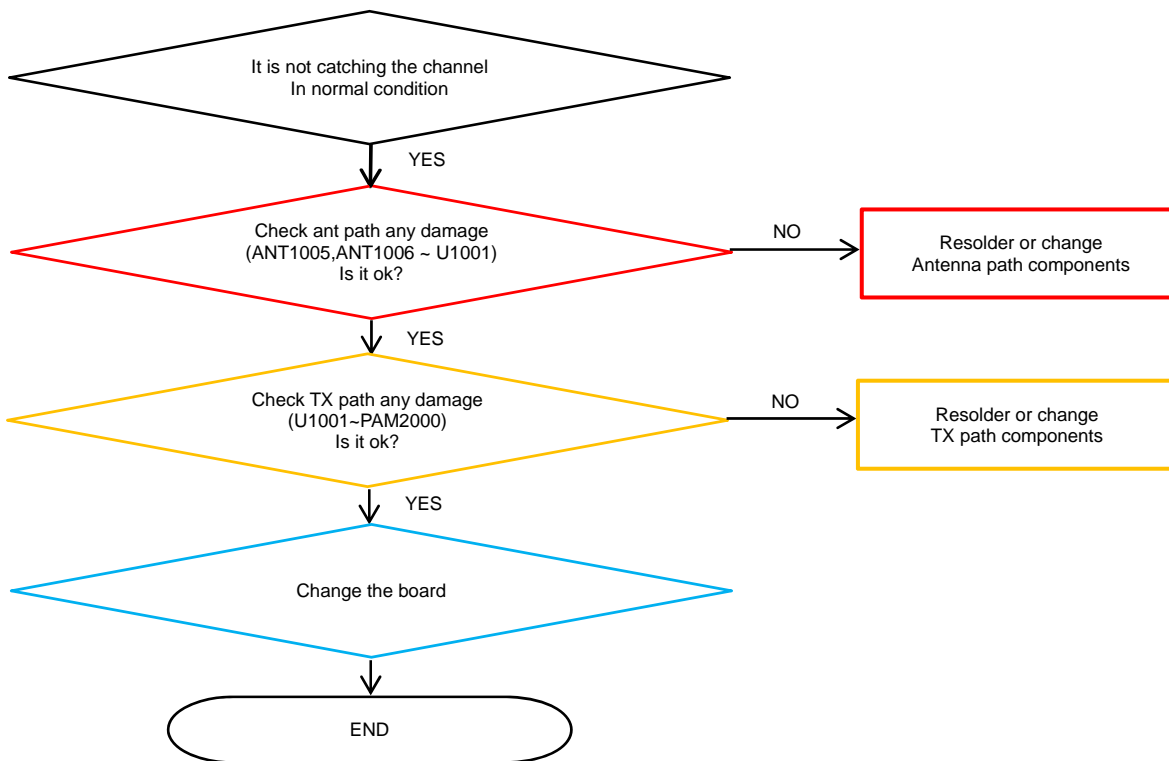 It is not catching the channel
In normal condition
YES
Check ant path any damage
(ANT1005,ANT1006 ~ U1001)
Is it ok?
NO
Resolder or change
Antenna path components
YES
Check TX path any damage
(U1001~PAM2000)
Is it ok?
NO
Resolder or change
TX path components
YES
Change the board
END